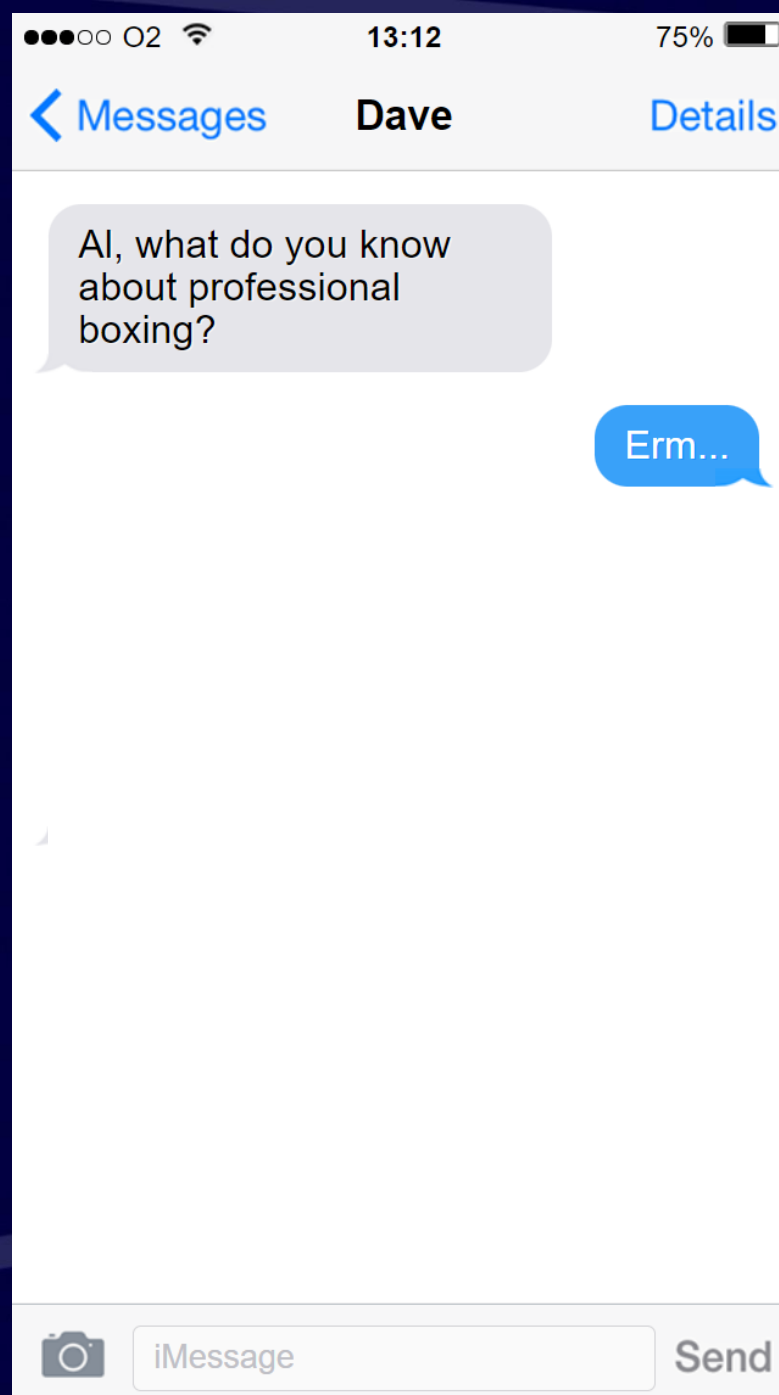 O2 13:12 75%
Messages Dave Details
Al, what do you know
about professional
boxing?
Erm...
iMessage Send